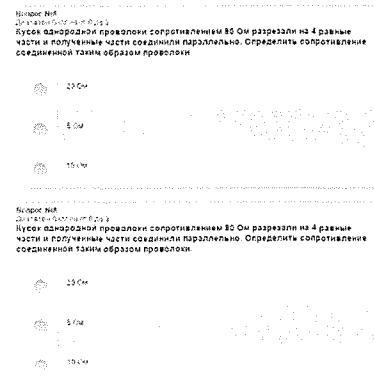 Вопрос №8
Кусок однородной проволоки сопротивлением 80 Ом разрезали на 4 равные
части и полученные части соединили параллельно. Определить сопротивление
соединенной таким образом проволоки.
20 Ом
5 Ом
10 Ом
Вопрос №8
Кусок однородной проволоки сопротивлением 80 Ом разрезали на 4 равные
части и полученные части соединили параллельно. Определить сопротивление
соединенной таким образом проволоки.
20 Ом
5 Ом
10 Ом